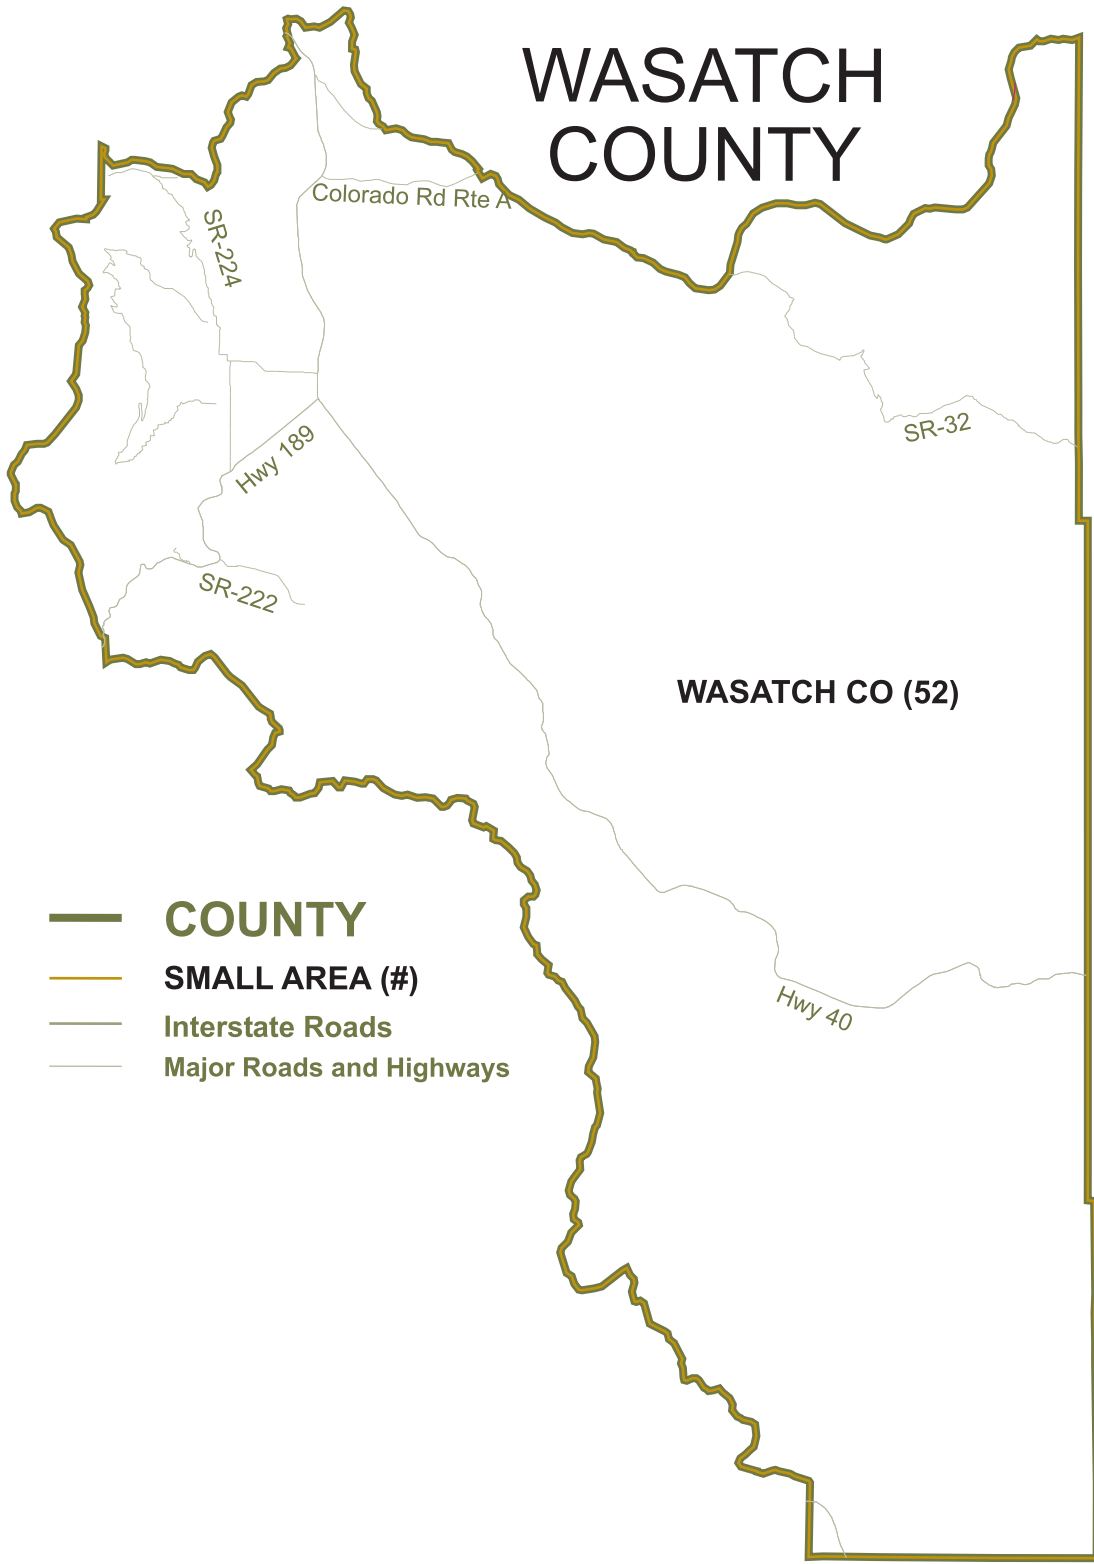 WASATCH
COUNTY
Colorado Rd Rte A
SR-224
SR-32
Hwy 189
SR-222
WASATCH CO (52)
COUNTY
SMALL AREA (#)
Interstate Roads
Major Roads and Highways
Hwy 40